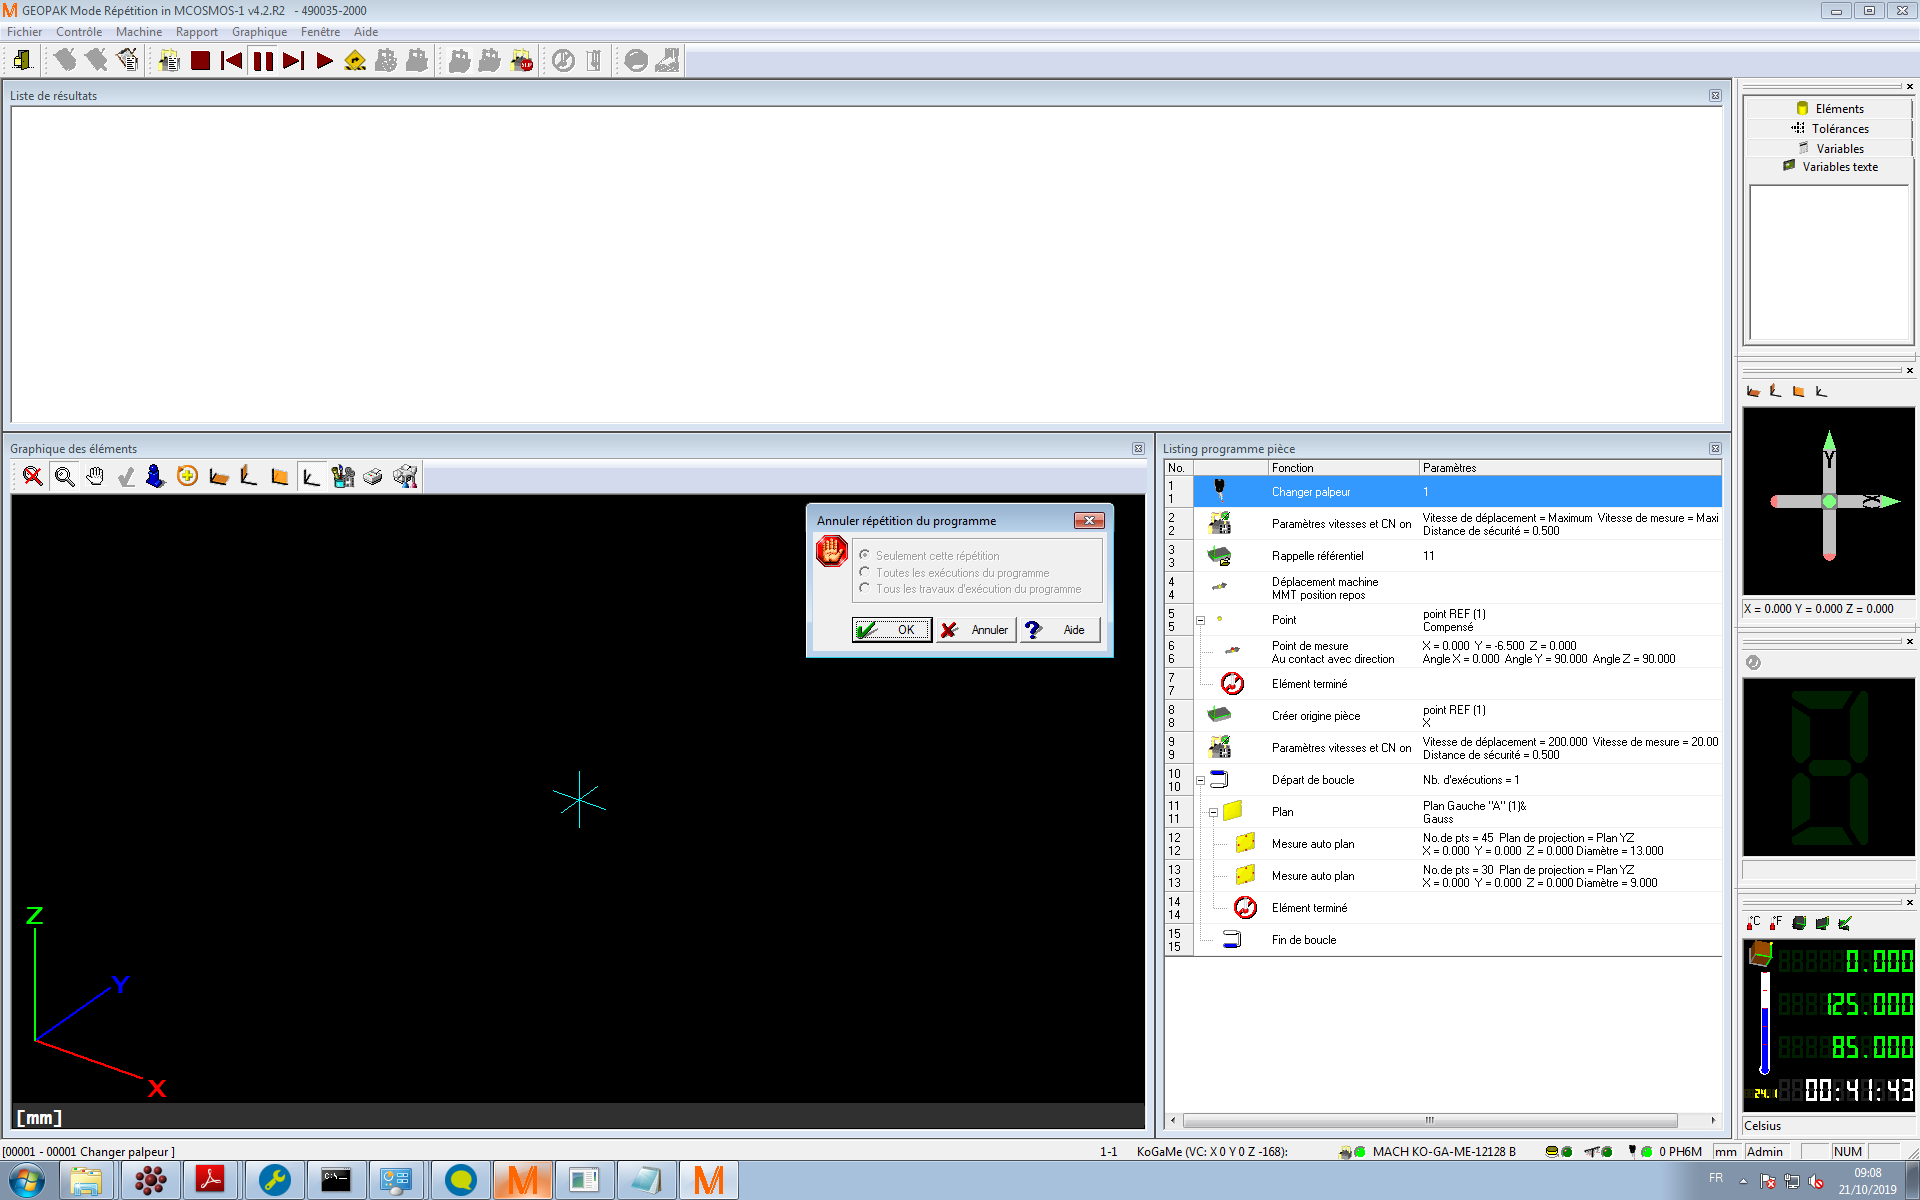 GEOPAK Mode Répétition in MCOSMOS-1 v4.2.R2 - 490035-2000
Fichier Contrôle Machine Rapport Graphique Fenêtre Aide
Liste de résultats
Eléments
Tolérances
Variables
Variables texte
Y
X
X = 0.000 Y = 0.000 Z = 0.000
Graphique des éléments
Annuler répétition du programme
Seulement cette répétition
Toutes les exécutions du programme
Tous les travaux d'exécution du programme
OK Annuler Aide
Z
Y
X
[mm]
Listing programme pièce
No. Fonction Paramètres
1
1
Changer palpeur 1
2
2
Paramètres vitesses et CN on
Vitesse de déplacement = Maximum Vitesse de mesure = Maxi
Distance de sécurité = 0.500
3
3
Rappelle référentiel 11
4
4
Déplacement machine
MMT position repos
5
5
Point
point REF (1)
Compensé
6
6
Point de mesure
Au contact avec direction
X = 0.000 Y = -6.500 Z = 0.000
Angle X = 0.000 Angle Y = 90.000 Angle Z = 90.000
7
7
Elément terminé
8
8
Créer origine pièce
point REF (1)
X
9
9
Paramètres vitesses et CN on
Vitesse de déplacement = 200.000 Vitesse de mesure = 20.00
Distance de sécurité = 0.500
10
10
Départ de boucle Nb. d'exécutions = 1
11
11
Plan
Plan Gauche "A" (1)&
Gauss
12
12
Mesure auto plan
No.de pts = 45 Plan de projection = Plan YZ
X = 0.000 Y = 0.000 Z = 0.000 Diamètre = 13.000
13
13
Mesure auto plan
No.de pts = 30 Plan de projection = Plan YZ
X = 0.000 Y = 0.000 Z = 0.000 Diamètre = 9.000
14
14
Elément terminé
15
15
Fin de boucle
°C °F
0.000
125.000
85.000
00:41:43
Celsius
[00001 - 00001 Changer palpeur ] 1-1 KoGaMe (VC: X 0 Y 0 Z -168): MACH KO-GA-ME-12128 B 0 PH6M mm Admin NUM
C:\_
FR
09:08
21/10/2019